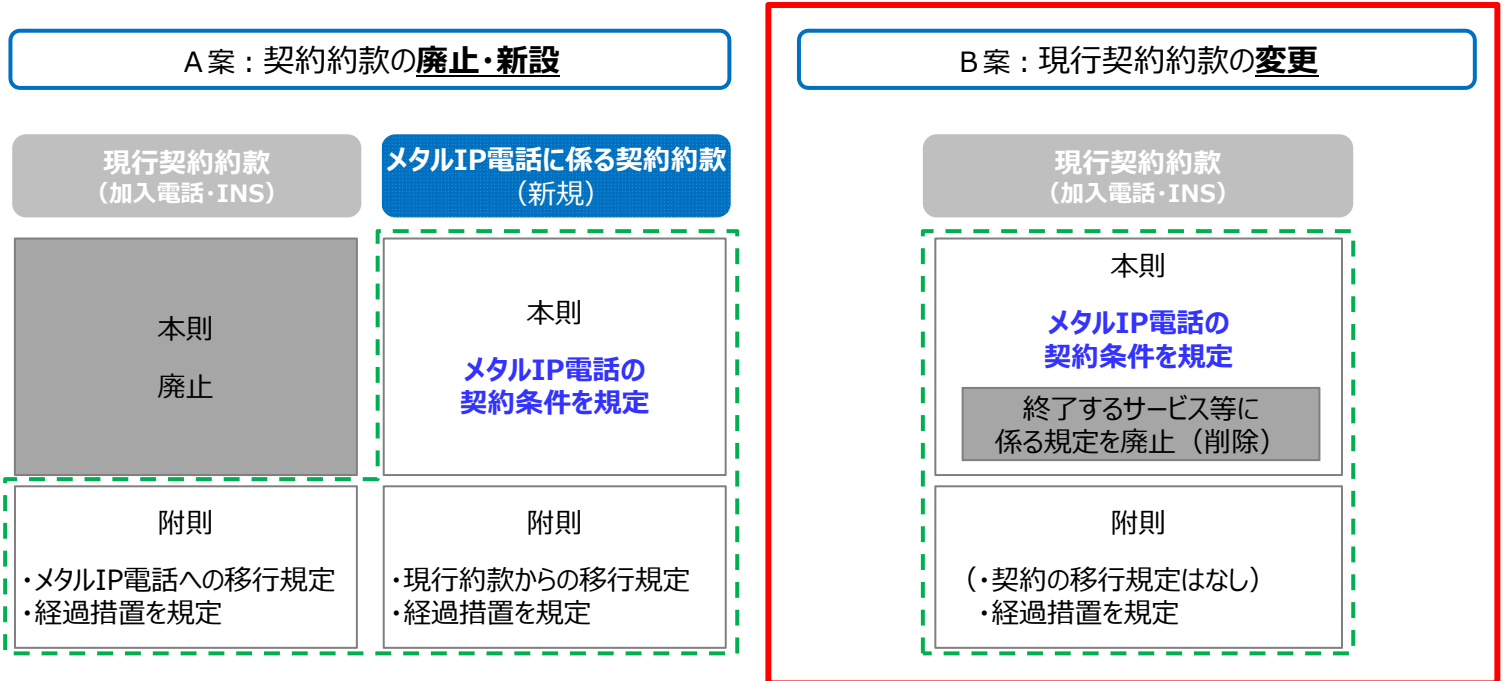 A案：契約約款の廃止・新設
現行契約約款
（加入電話・INS）
本則
廃止
附則
・メタルIP電話への移行規定
・経過措置を規定
メタルIP電話に係る契約約款
（新規）
本則
メタルIP電話の
契約条件を規定
附則
・現行約款からの移行規定
・経過措置を規定
B案：現行契約約款の変更
現行契約約款
（加入電話・INS）
本則
メタルIP電話の
契約条件を規定
終了するサービス等に
係る規定を廃止（削除）
附則
（・契約の移行規定はなし）
・経過措置を規定